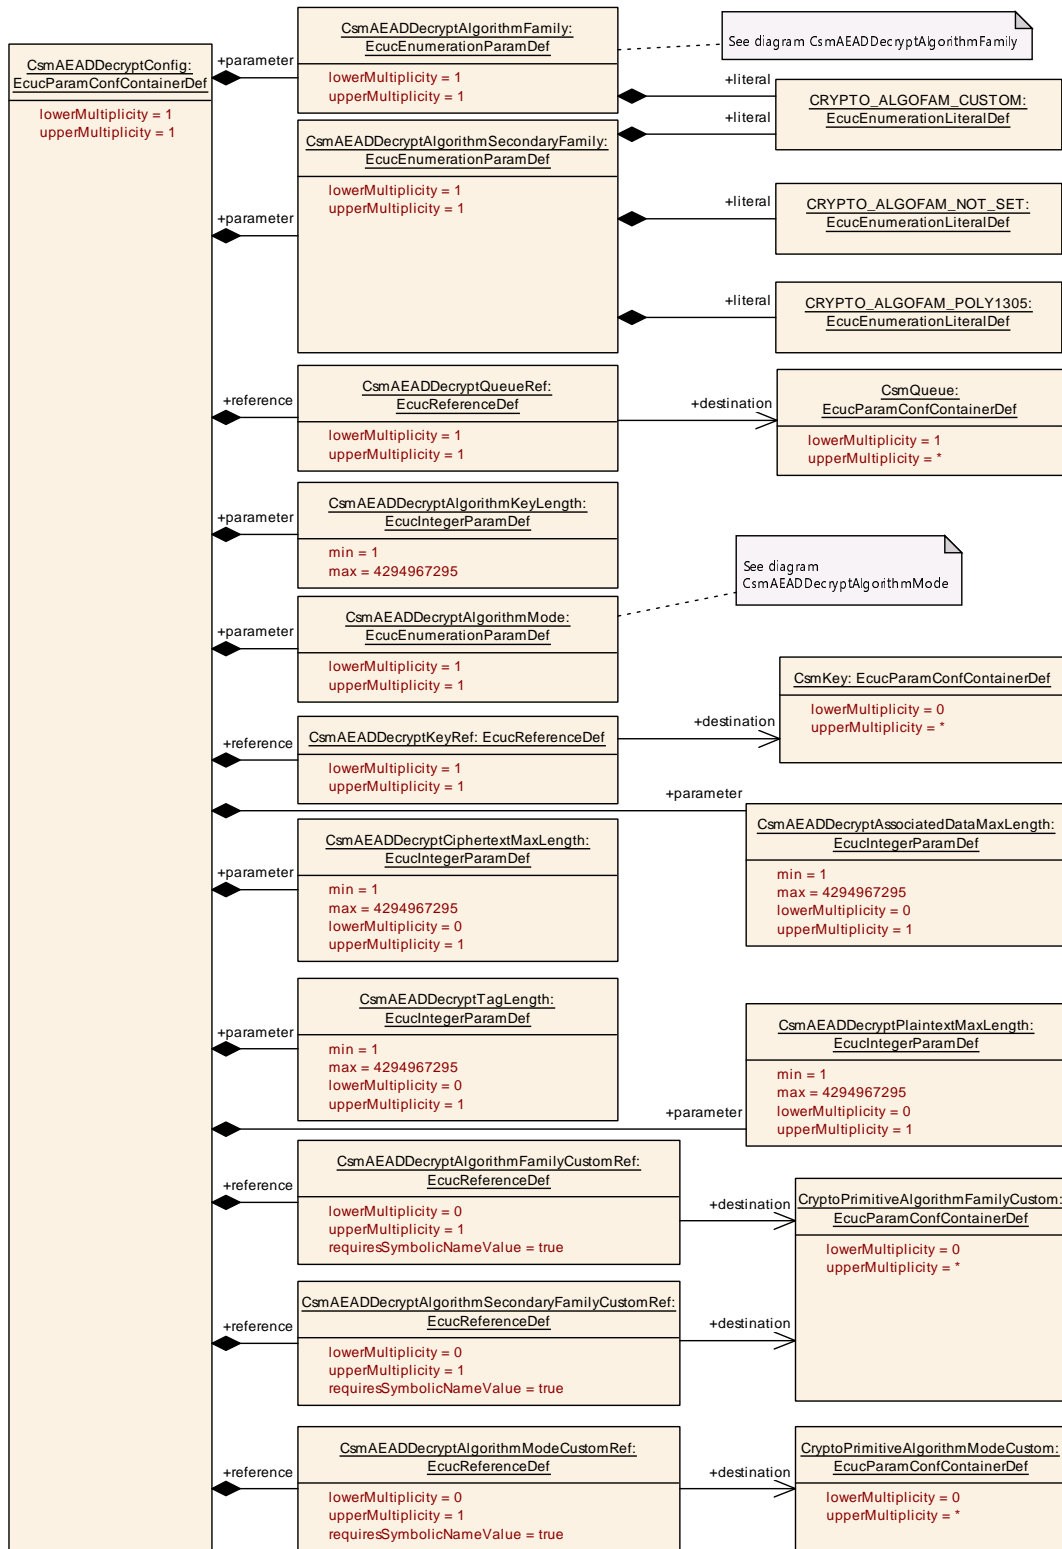 CsmAEADDecryptConfig:
EcucParamConfContainerDef
lowerMultiplicity = 1
upperMultiplicity = 1
+parameter
CsmAEADDecryptAlgorithmFamily:
EcucEnumerationParamDef
lowerMultiplicity = 1
upperMultiplicity = 1
See diagram CsmAEADDecryptAlgorithmFamily
+literal
+literal
CRYPTO_ALGOFAM_CUSTOM:
EcucEnumerationLiteralDef
+parameter
CsmAEADDecryptAlgorithmSecondaryFamily:
EcucEnumerationParamDef
lowerMultiplicity = 1
upperMultiplicity = 1
+literal
CRYPTO_ALGOFAM_NOT_SET:
EcucEnumerationLiteralDef
+literal
CRYPTO_ALGOFAM_POLY1305:
EcucEnumerationLiteralDef
+reference
CsmAEADDecryptQueueRef:
EcucReferenceDef
lowerMultiplicity = 1
upperMultiplicity = 1
+destination
CsmQueue:
EcucParamConfContainerDef
lowerMultiplicity = 1
upperMultiplicity = *
+parameter
CsmAEADDecryptAlgorithmKeyLength:
EcucIntegerParamDef
min = 1
max = 4294967295
See diagram
CsmAEADDecryptAlgorithmMode
+parameter
CsmAEADDecryptAlgorithmMode:
EcucEnumerationParamDef
lowerMultiplicity = 1
upperMultiplicity = 1
+reference
CsmAEADDecryptKeyRef: EcucReferenceDef
lowerMultiplicity = 1
upperMultiplicity = 1
+destination
CsmKey: EcucParamConfContainerDef
lowerMultiplicity = 0
upperMultiplicity = *
+parameter
CsmAEADDecryptAssociatedDataMaxLength:
EcucIntegerParamDef
min = 1
max = 4294967295
lowerMultiplicity = 0
upperMultiplicity = 1
+parameter
CsmAEADDecryptCiphertextMaxLength:
EcucIntegerParamDef
min = 1
max = 4294967295
lowerMultiplicity = 0
upperMultiplicity = 1
+parameter
CsmAEADDecryptTagLength:
EcucIntegerParamDef
min = 1
max = 4294967295
lowerMultiplicity = 0
upperMultiplicity = 1
+parameter
CsmAEADDecryptPlaintextMaxLength:
EcucIntegerParamDef
min = 1
max = 4294967295
lowerMultiplicity = 0
upperMultiplicity = 1
+reference
CsmAEADDecryptAlgorithmFamilyCustomRef:
EcucReferenceDef
lowerMultiplicity = 0
upperMultiplicity = 1
requiresSymbolicNameValue = true
+destination
CryptoPrimitiveAlgorithmFamilyCustom:
EcucParamConfContainerDef
lowerMultiplicity = 0
upperMultiplicity = *
+reference
CsmAEADDecryptAlgorithmSecondaryFamilyCustomRef:
EcucReferenceDef
lowerMultiplicity = 0
upperMultiplicity = 1
requiresSymbolicNameValue = true
+destination
+reference
CsmAEADDecryptAlgorithmModeCustomRef:
EcucReferenceDef
lowerMultiplicity = 0
upperMultiplicity = 1
requiresSymbolicNameValue = true
+destination
CryptoPrimitiveAlgorithmModeCustom:
EcucParamConfContainerDef
lowerMultiplicity = 0
upperMultiplicity = *